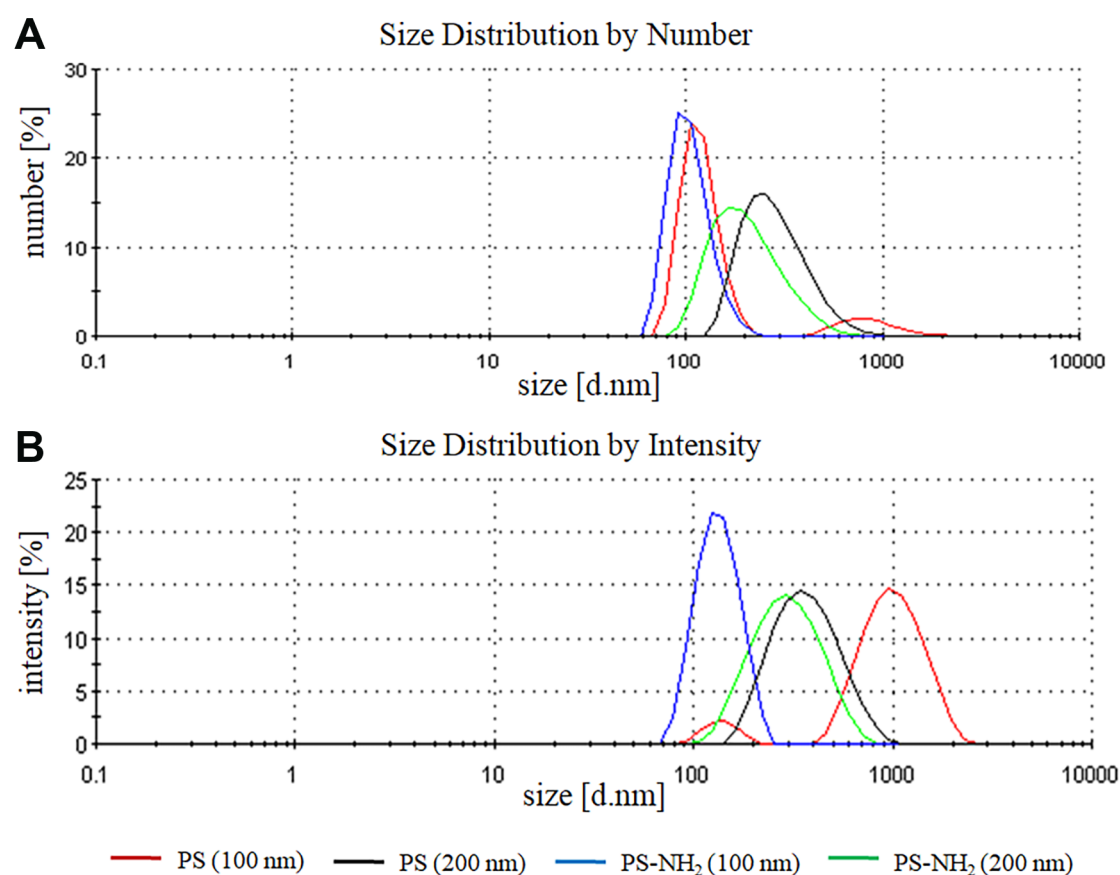 A
Size Distribution by Number
number [%]
30
20
10
0
0.1 1 10 100 1000 10000
size [d.nm]
B
Size Distribution by Intensity
intensity [%]
25
20
15
10
5
0
0.1 1 10 100 1000 10000
size [d.nm]
PS (100 nm) PS (200 nm) PS-NH₂ (100 nm) PS-NH₂ (200 nm)